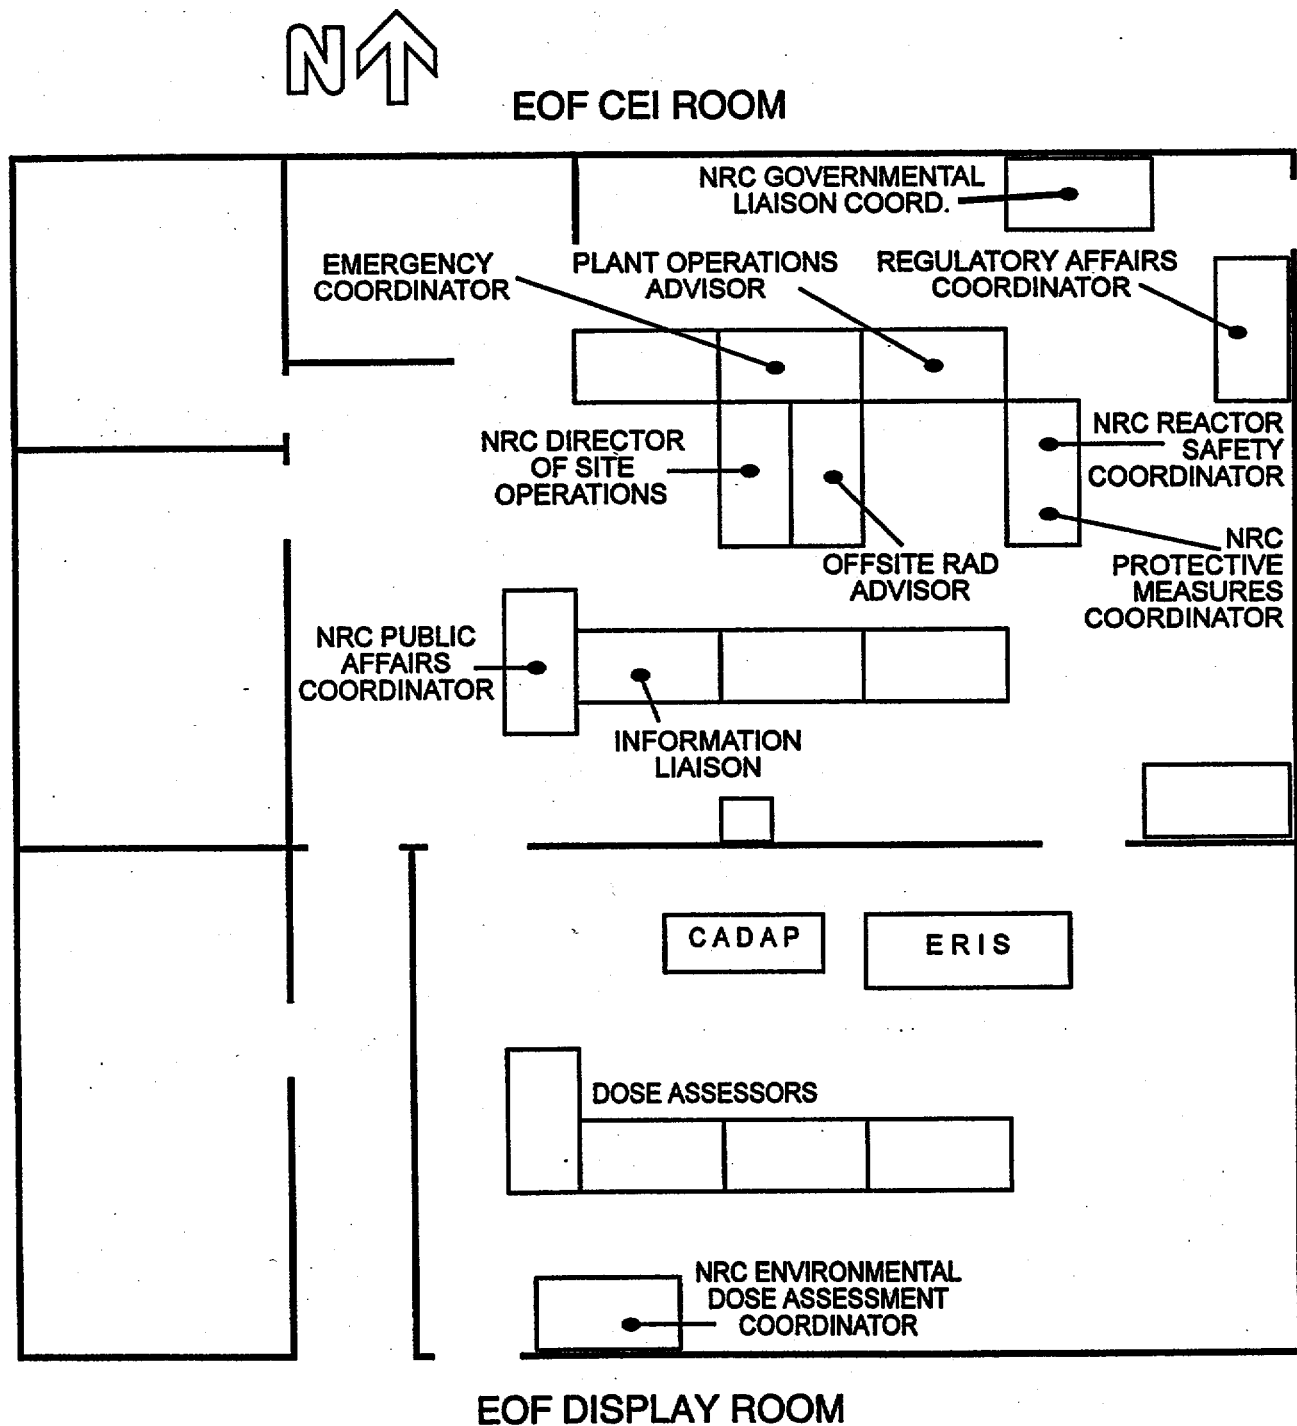 N
EOF CEI ROOM
NRC GOVERNMENTAL
LIAISON COORD.
EMERGENCY
COORDINATOR
PLANT OPERATIONS
ADVISOR
REGULATORY AFFAIRS
COORDINATOR
NRC DIRECTOR
OF SITE
OPERATIONS
NRC REACTOR
SAFETY
COORDINATOR
OFFSITE RAD
ADVISOR
NRC
PROTECTIVE
MEASURES
COORDINATOR
NRC PUBLIC
AFFAIRS
COORDINATOR
INFORMATION
LIAISON
CADAP
ERIS
DOSE ASSESSORS
NRC ENVIRONMENTAL
DOSE ASSESSMENT
COORDINATOR
EOF DISPLAY ROOM